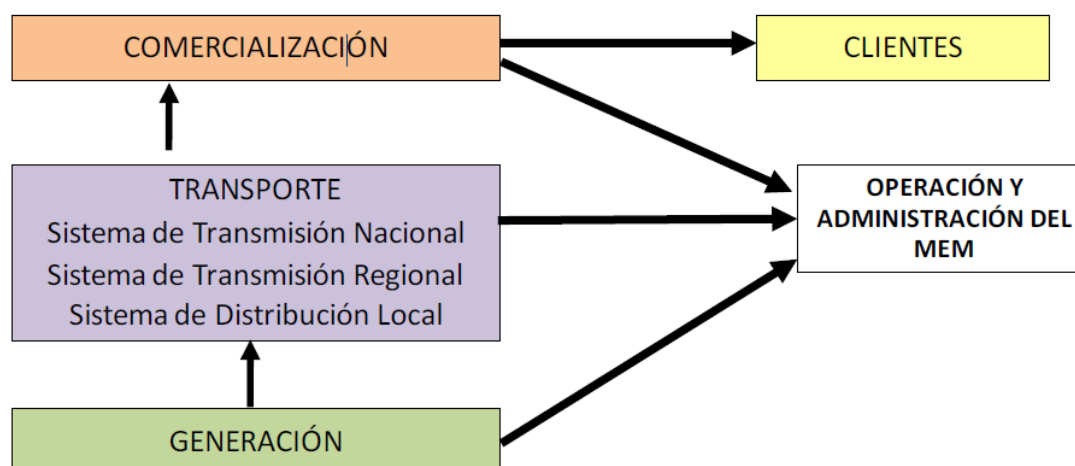 COMERCIALIZACIÓN
CLIENTES
TRANSPORTE
Sistema de Transmisión Nacional
Sistema de Transmisión Regional
Sistema de Distribución Local
OPERACIÓN Y
ADMINISTRACIÓN DEL
MEM
GENERACIÓN